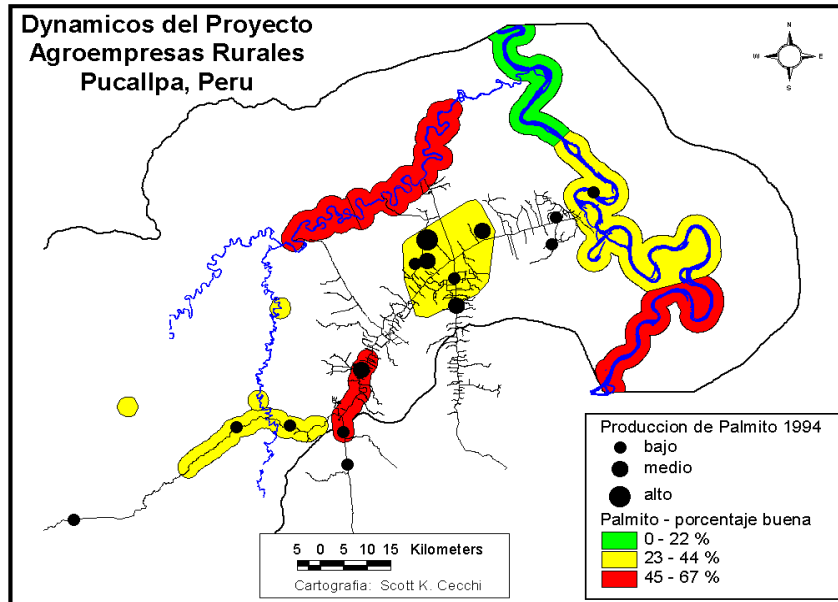 Dynamicos del Proyecto
Agroempresas Rurales
Pucallpa, Peru
N
W E
S
Produccion de Palmito 1994
bajo
medio
alto
Palmito - porcentaje buena
0 - 22 %
23 - 44 %
45 - 67 %
5 0 5 10 15 Kilometers
Cartografia: Scott K. Cecchi